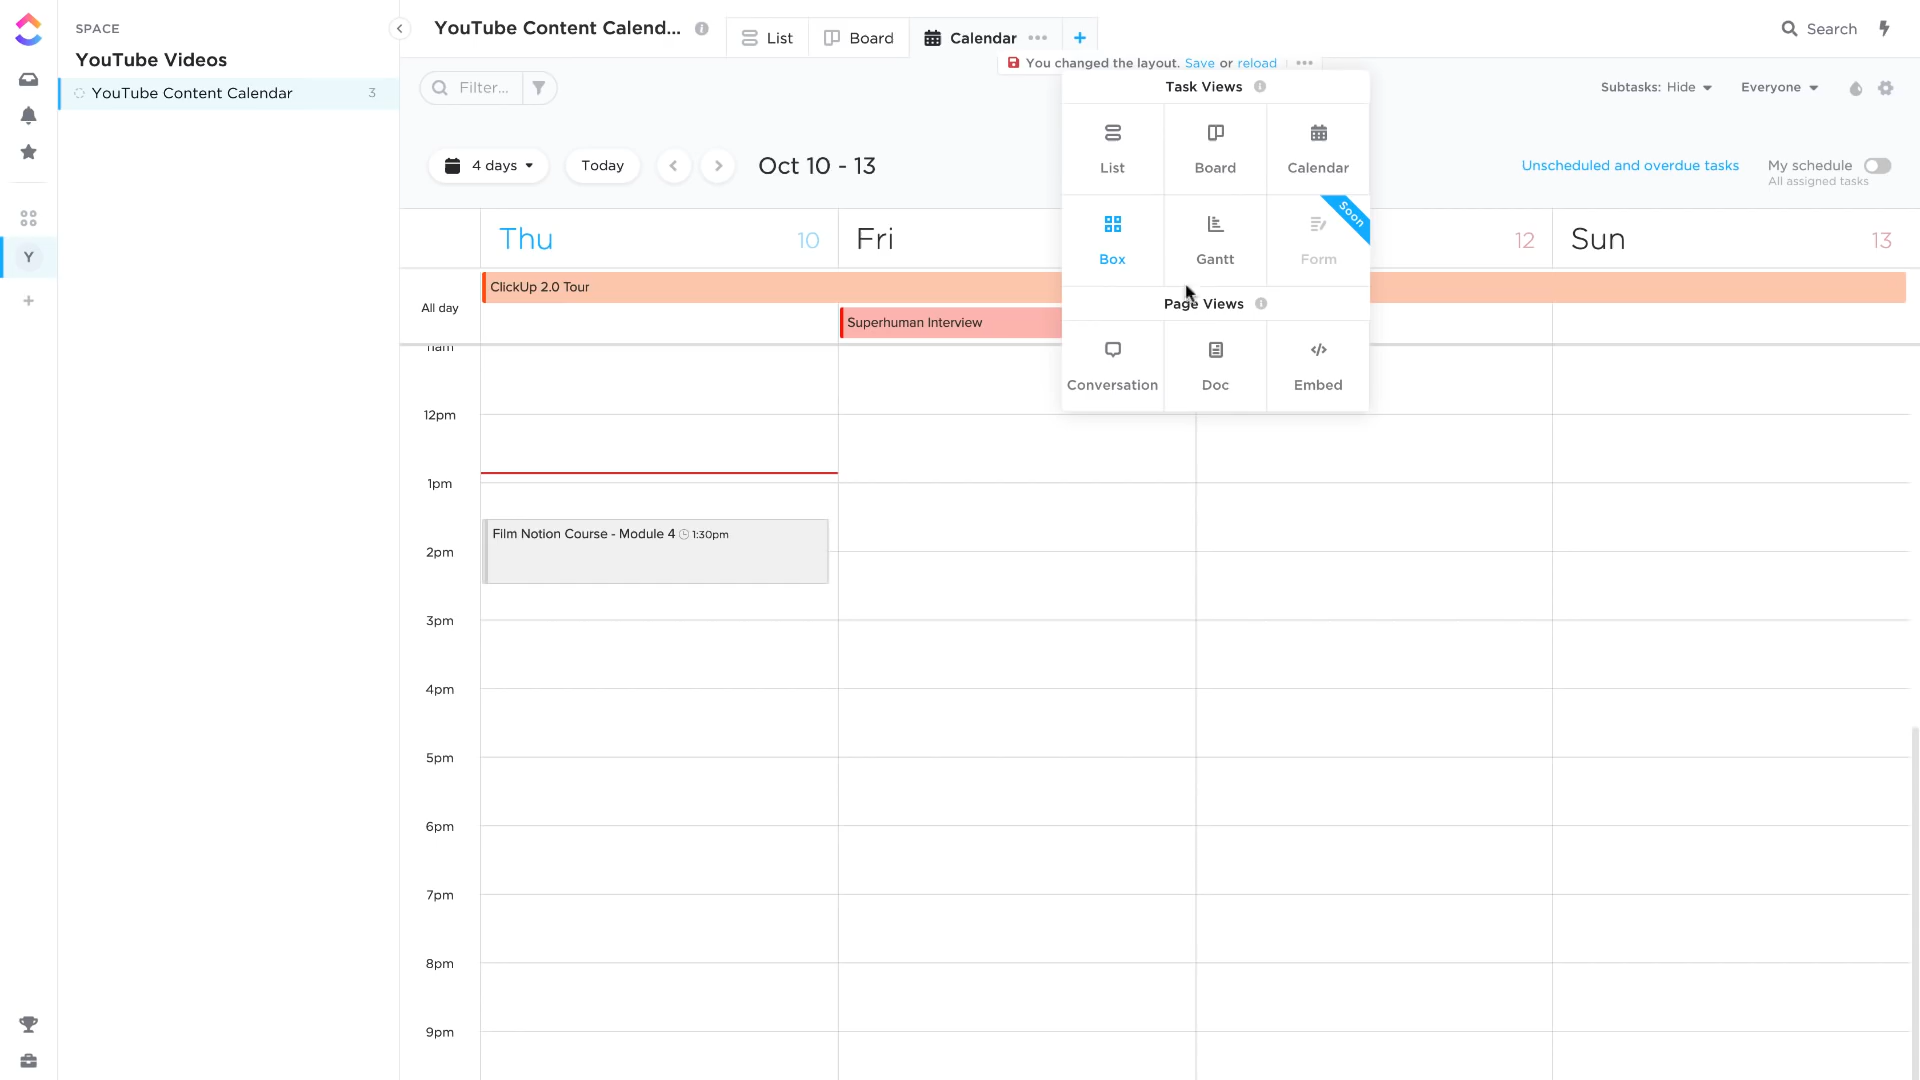 SPACE
YouTube Videos
YouTube Content Calendar 3
Y
YouTube Content Calend...
List
Board
Calendar
Search
You changed the layout. Save or reload
Filter...
Subtasks: Hide
Everyone
4 days
Today
Oct 10 - 13
Unscheduled and overdue tasks
My schedule
All assigned tasks
Task Views
List
Board
Calendar
Box
Gantt
Form
Soon
Page Views
Conversation
Doc
Embed
Thu 10
Fri
12
Sun 13
All day
ClickUp 2.0 Tour
Superhuman Interview
11am
12pm
1pm
Film Notion Course - Module 4 1:30pm
2pm
3pm
4pm
5pm
6pm
7pm
8pm
9pm